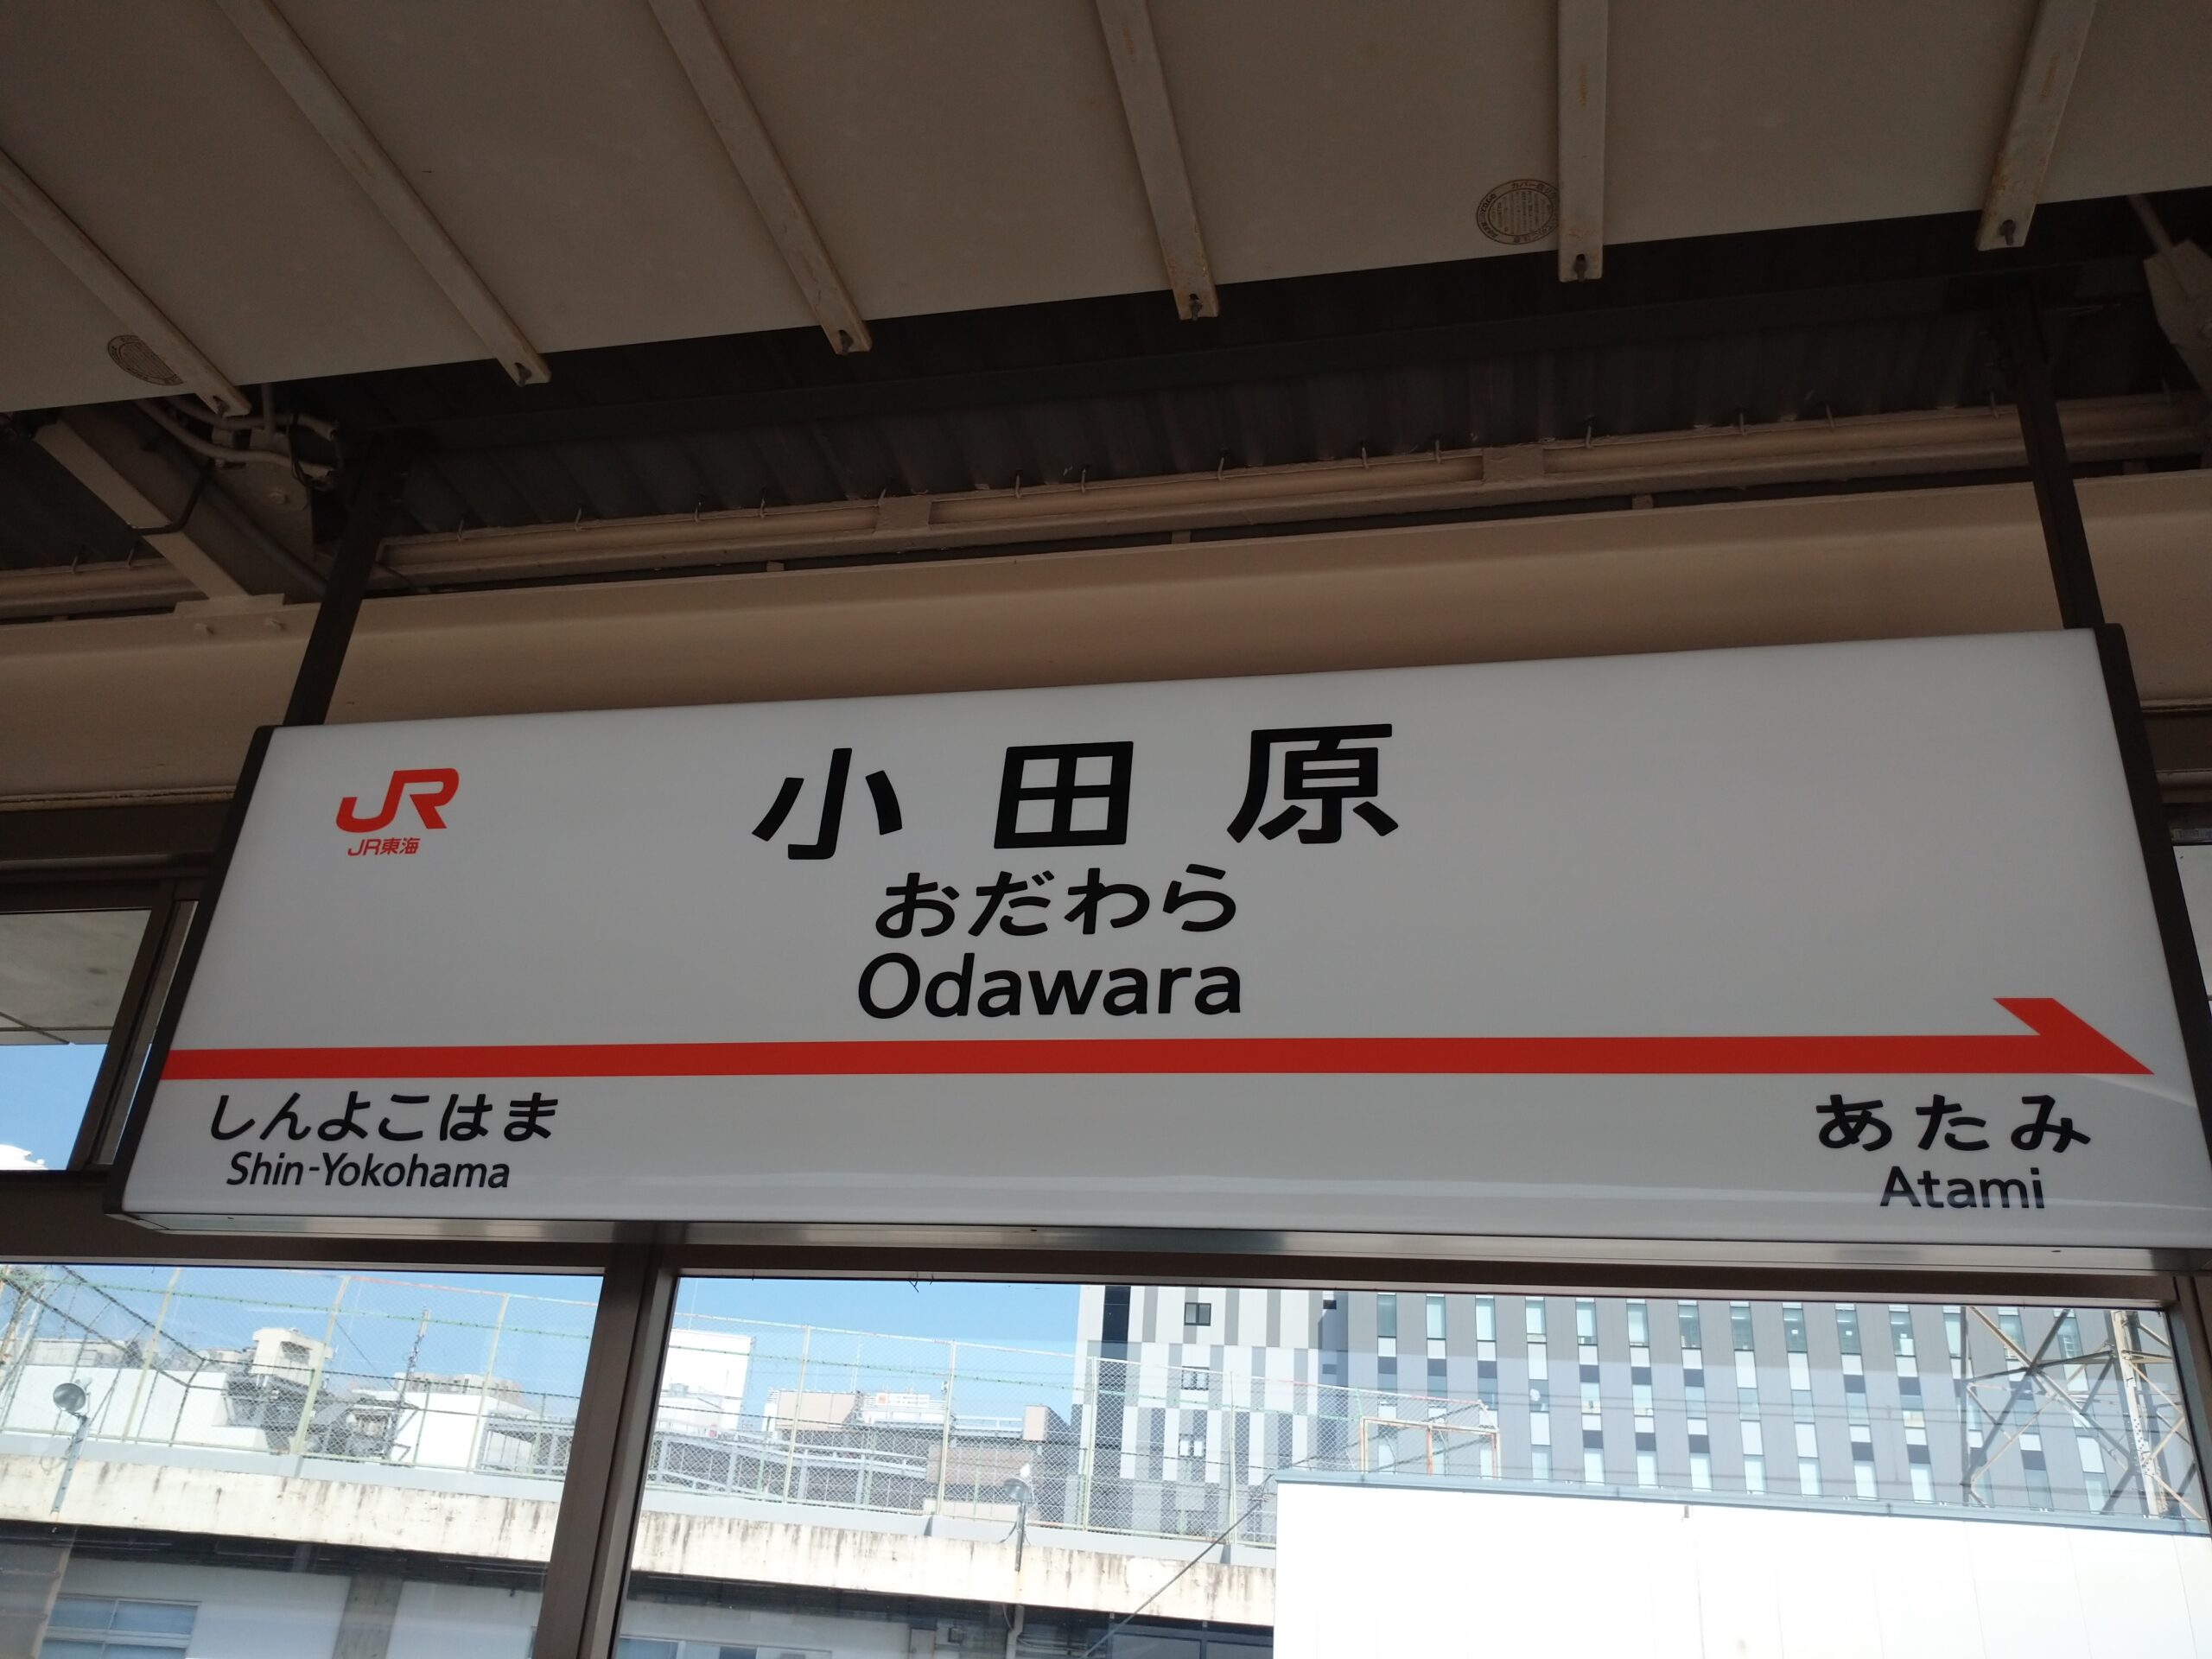 JR
JR東海
小田原
おだわら
Odawara
しんよこはま
Shin-Yokohama
あたみ
Atami